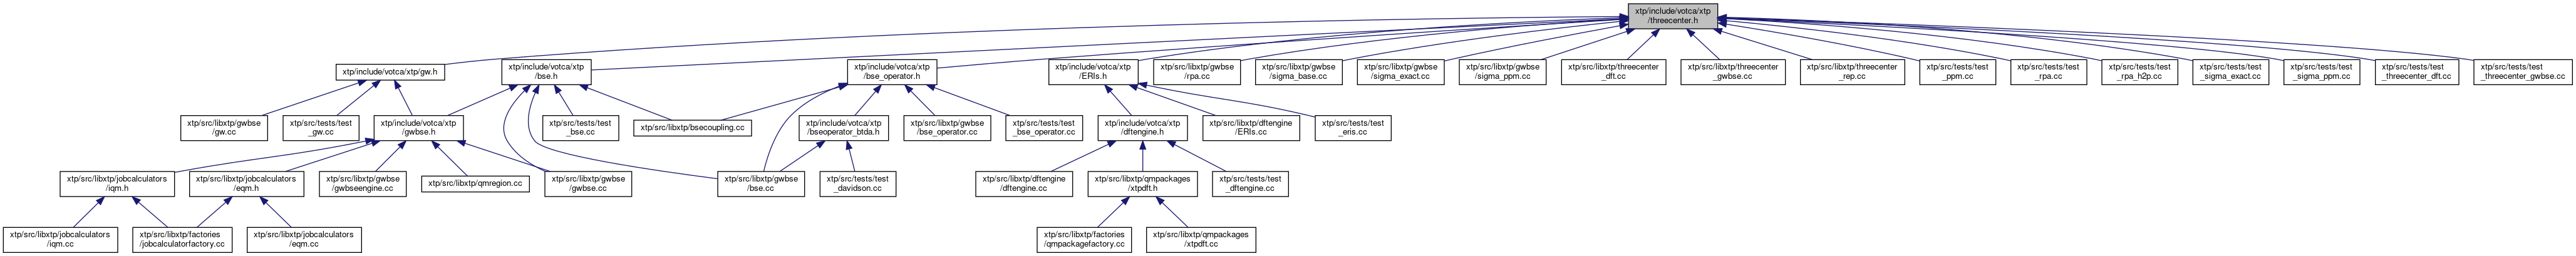 xtp/include/votca/xtp
/threecenter.h
xtp/include/votca/xtp/gw.h
xtp/include/votca/xtp
/bse.h
xtp/include/votca/xtp
/bse_operator.h
xtp/include/votca/xtp
/ERIs.h
xtp/src/libxtp/gwbse
/rpa.cc
xtp/src/libxtp/gwbse
/sigma_base.cc
xtp/src/libxtp/gwbse
/sigma_exact.cc
xtp/src/libxtp/gwbse
/sigma_ppm.cc
xtp/src/libxtp/threecenter
_dft.cc
xtp/src/libxtp/threecenter
_gwbse.cc
xtp/src/libxtp/threecenter
_rep.cc
xtp/src/tests/test
_ppm.cc
xtp/src/tests/test
_rpa.cc
xtp/src/tests/test
_rpa_h2p.cc
xtp/src/tests/test
_sigma_exact.cc
xtp/src/tests/test
_sigma_ppm.cc
xtp/src/tests/test
_threecenter_dft.cc
xtp/src/tests/test
_threecenter_gwbse.cc
xtp/src/libxtp/gwbse
/gw.cc
xtp/src/tests/test
_gw.cc
xtp/include/votca/xtp
/gwbse.h
xtp/src/tests/test
_bse.cc
xtp/src/libxtp/bsecoupling.cc
xtp/include/votca/xtp
/bseoperator_btda.h
xtp/src/libxtp/gwbse
/bse_operator.cc
xtp/src/tests/test
_bse_operator.cc
xtp/include/votca/xtp
/dftengine.h
xtp/src/libxtp/dftengine
/ERIs.cc
xtp/src/tests/test
_eris.cc
xtp/src/libxtp/jobcalculators
/iqm.h
xtp/src/libxtp/jobcalculators
/eqm.h
xtp/src/libxtp/gwbse
/gwbseengine.cc
xtp/src/libxtp/qmregion.cc
xtp/src/libxtp/gwbse
/gwbse.cc
xtp/src/libxtp/gwbse
/bse.cc
xtp/src/tests/test
_davidson.cc
xtp/src/libxtp/dftengine
/dftengine.cc
xtp/src/libxtp/qmpackages
/xtpdft.h
xtp/src/tests/test
_dftengine.cc
xtp/src/libxtp/jobcalculators
/iqm.cc
xtp/src/libxtp/factories
/jobcalculatorfactory.cc
xtp/src/libxtp/jobcalculators
/eqm.cc
xtp/src/libxtp/factories
/qmpackagefactory.cc
xtp/src/libxtp/qmpackages
/xtpdft.cc